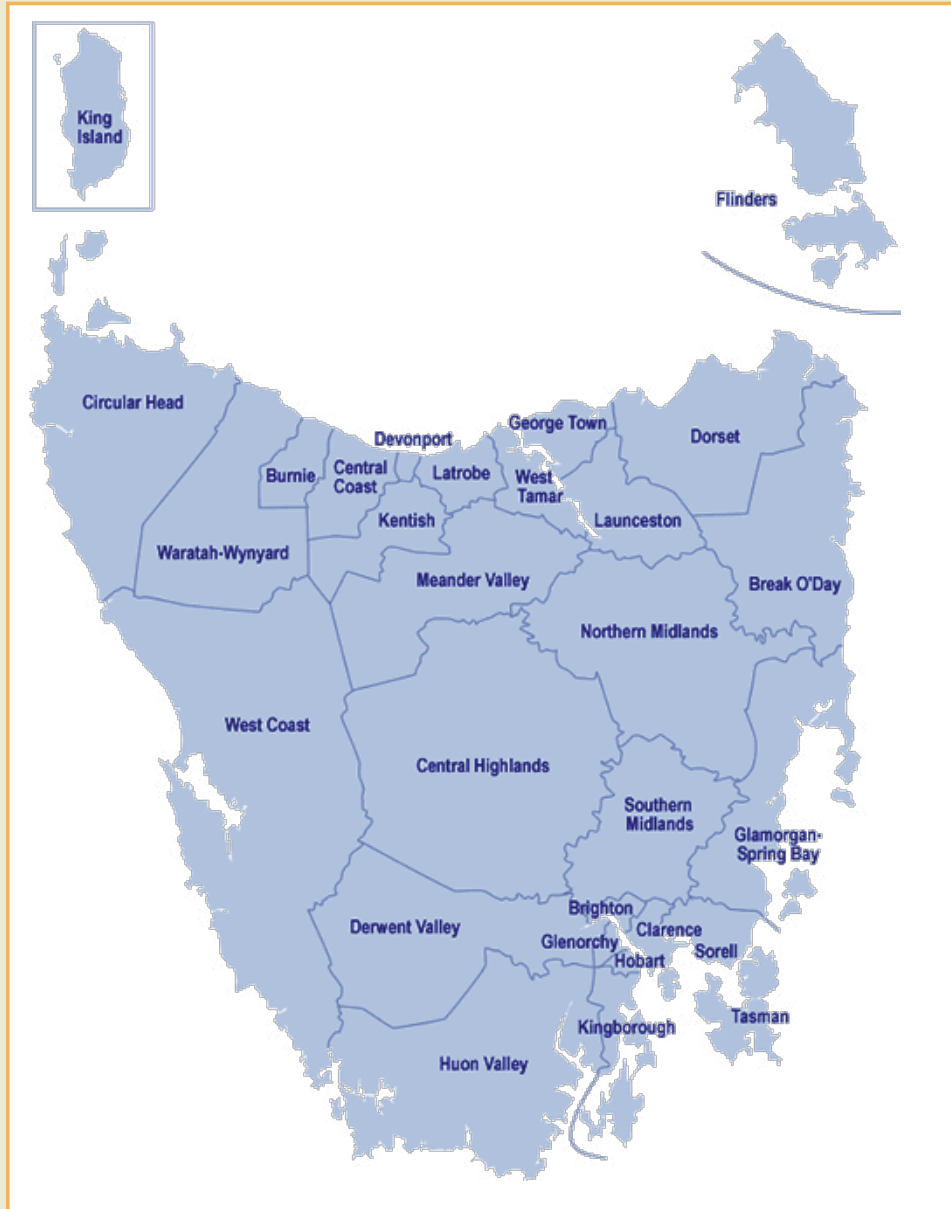 King
Island
Flinders
Circular Head
George Town
Devonport
Dorset
Burnie
Central
Coast
Latrobe
West
Tamar
Kentish
Launceston
Waratah-Wynyard
Meander Valley
Break O'Day
Northern Midlands
West Coast
Central Highlands
Southern
Midlands
Glamorgan-
Spring Bay
Brighton
Derwent Valley
Clarence
Glenorchy
Sorell
Hobart
Tasman
Kingborough
Huon Valley